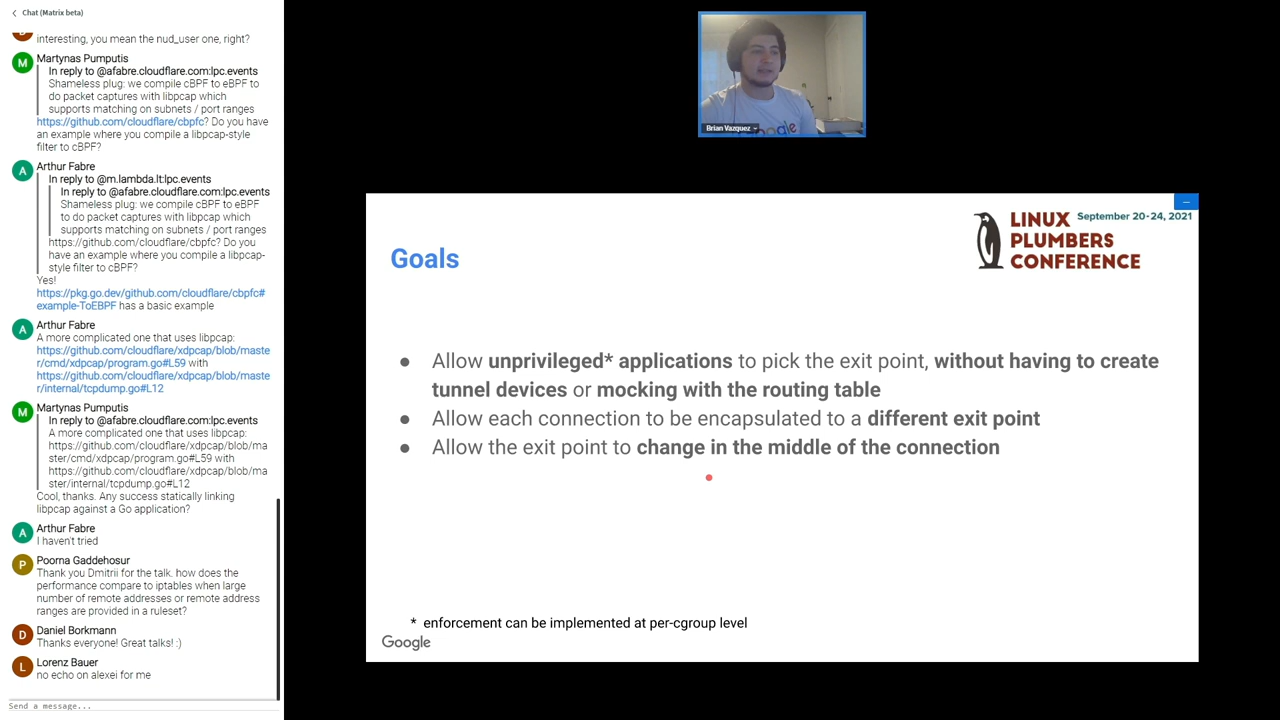 Chat (Matrix beta)
interesting, you mean the nud_user one, right?
M
Martynas Pumputis
In reply to @afabre.cloudflare.com:lpc.events
Shameless plug: we compile cBPF to eBPF to
do packet captures with libpcap which
supports matching on subnets / port ranges
https://github.com/cloudflare/cbpfc? Do you have
an example where you compile a libpcap-style
filter to cBPF?
A
Arthur Fabre
In reply to @m.lambda.lt:lpc.events
In reply to @afabre.cloudflare.com:lpc.events
Shameless plug: we compile cBPF to eBPF
to do packet captures with libpcap which
supports matching on subnets / port ranges
https://github.com/cloudflare/cbpfc? Do you
have an example where you compile a libpcap-
style filter to cBPF?
Yes!
https://pkg.go.dev/github.com/cloudflare/cbpfc#
example-ToEBPF has a basic example
A
Arthur Fabre
A more complicated one that uses libpcap:
https://github.com/cloudflare/xdpcap/blob/maste
r/cmd/xdpcap/program.go#L59 with
https://github.com/cloudflare/xdpcap/blob/maste
r/internal/tcpdump.go#L12
M
Martynas Pumputis
In reply to @afabre.cloudflare.com:lpc.events
A more complicated one that uses libpcap:
https://github.com/cloudflare/xdpcap/blob/ma
ster/cmd/xdpcap/program.go#L59 with
https://github.com/cloudflare/xdpcap/blob/ma
ster/internal/tcpdump.go#L12
Cool, thanks. Any success statically linking
libpcap against a Go application?
A
Arthur Fabre
I haven't tried
P
Poorna Gaddehosur
Thank you Dmitrii for the talk. how does the
performance compare to iptables when large
number of remote addresses or remote address
ranges are provided in a ruleset?
D
Daniel Borkmann
Thanks everyone! Great talks! :)
L
Lorenz Bauer
no echo on alexei for me
Send a message...
Brian Vazquez
September 20-24, 2021
LINUX
PLUMBERS
CONFERENCE
Goals
● Allow unprivileged* applications to pick the exit point, without having to create
tunnel devices or mocking with the routing table
● Allow each connection to be encapsulated to a different exit point
● Allow the exit point to change in the middle of the connection
* enforcement can be implemented at per-cgroup level
Google